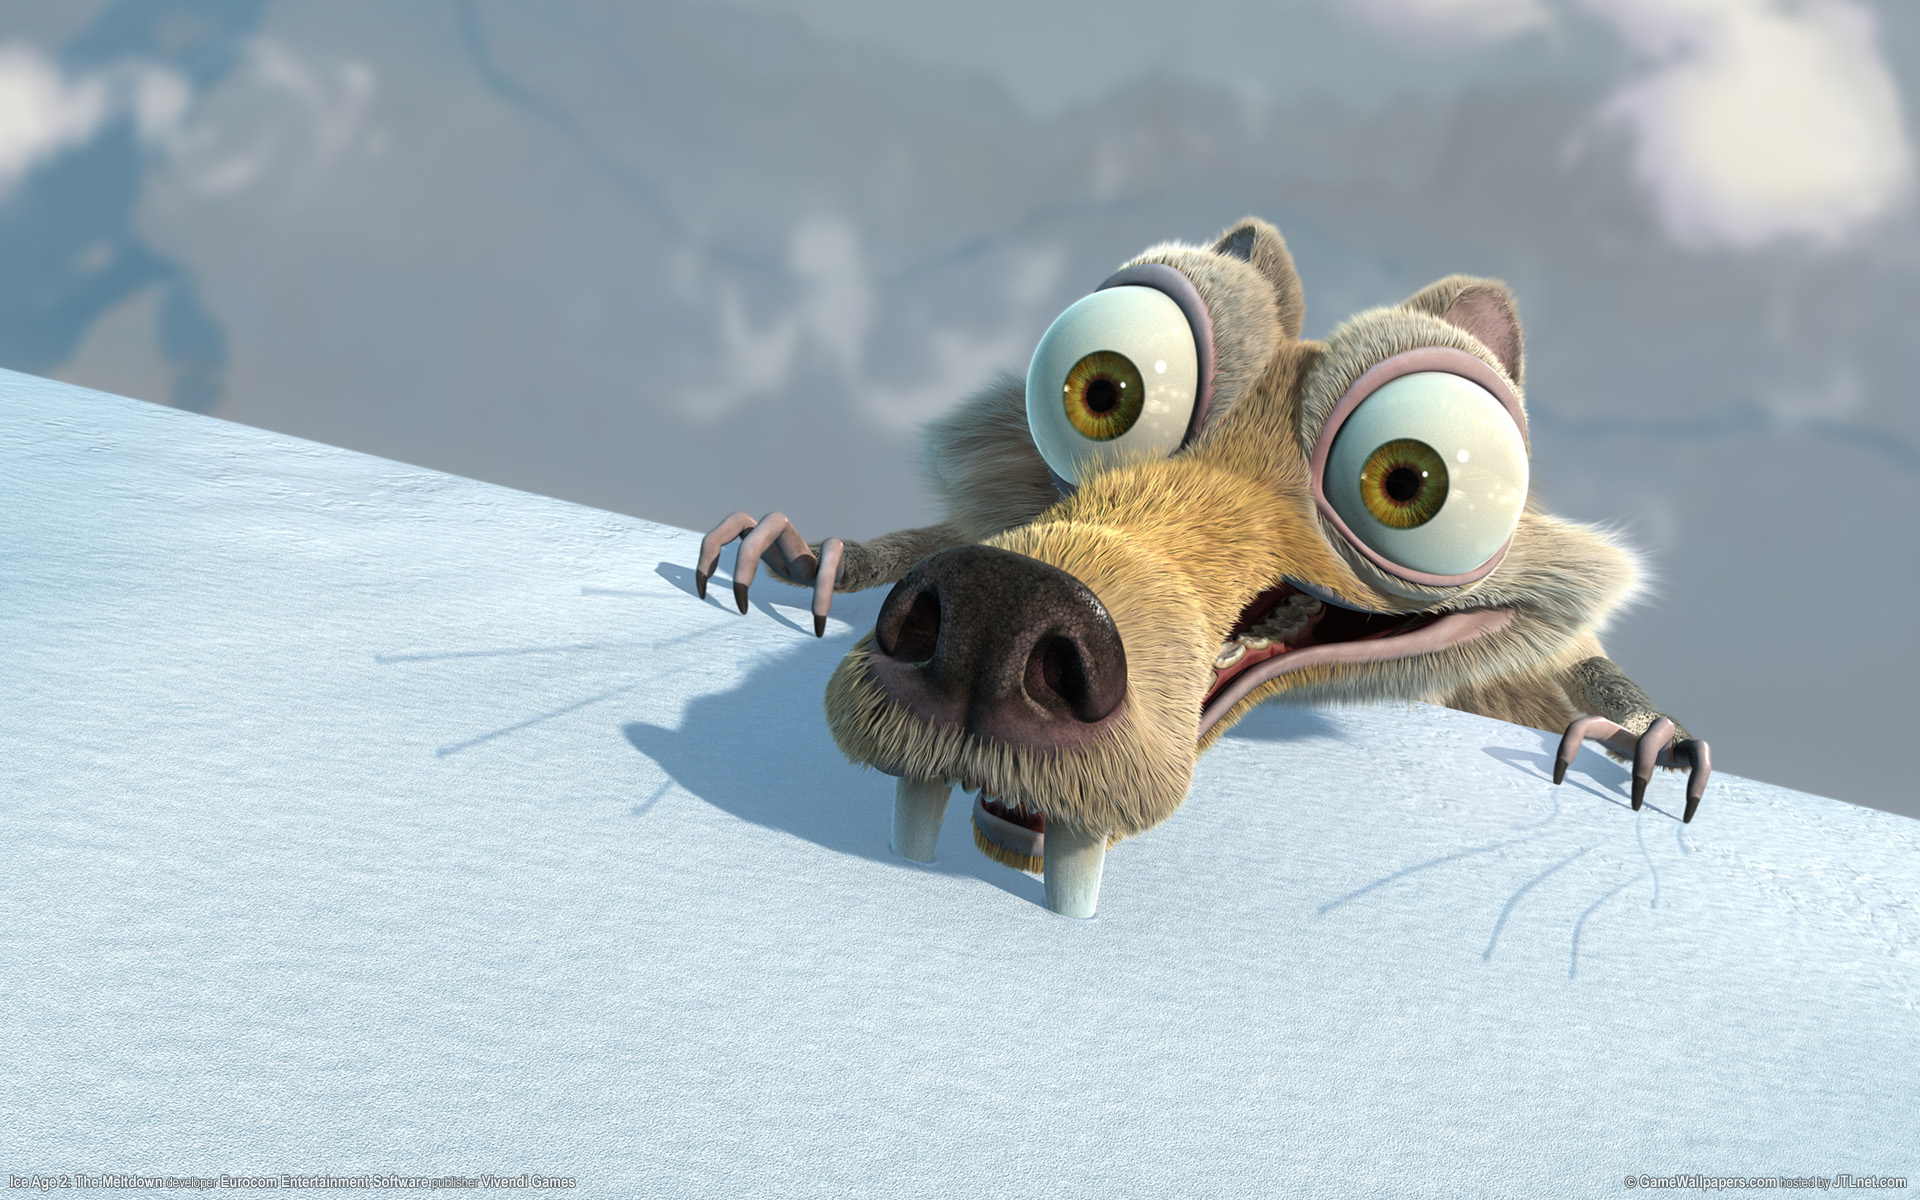 Ice Age 2: The Meltdown developer Eurocom Entertainment Software publisher Vivendi Games
© GameWallpapers.com hosted by JTLnet.com